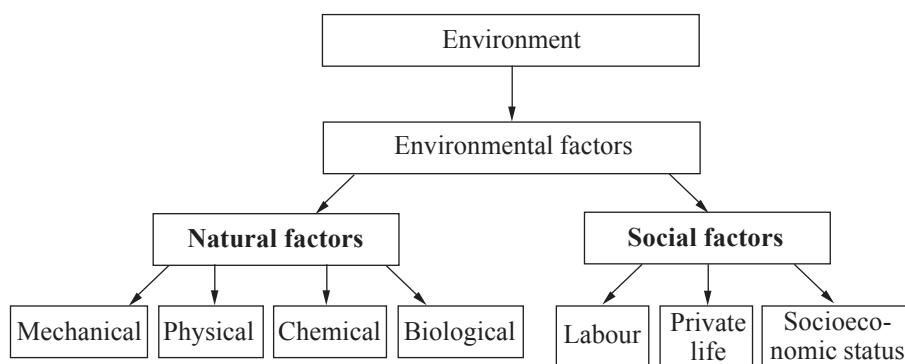 Environment
Environmental factors
Natural factors
Social factors
Mechanical
Physical
Chemical
Biological
Labour
Private
life
Socioeco-
nomic status